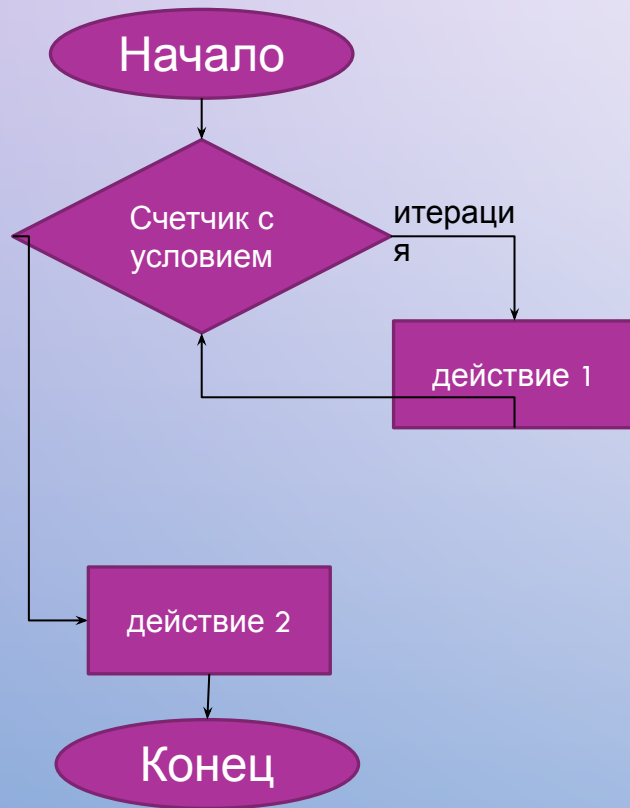 Начало
Счетчик с
условием
итераци
я
действие 1
действие 2
Конец